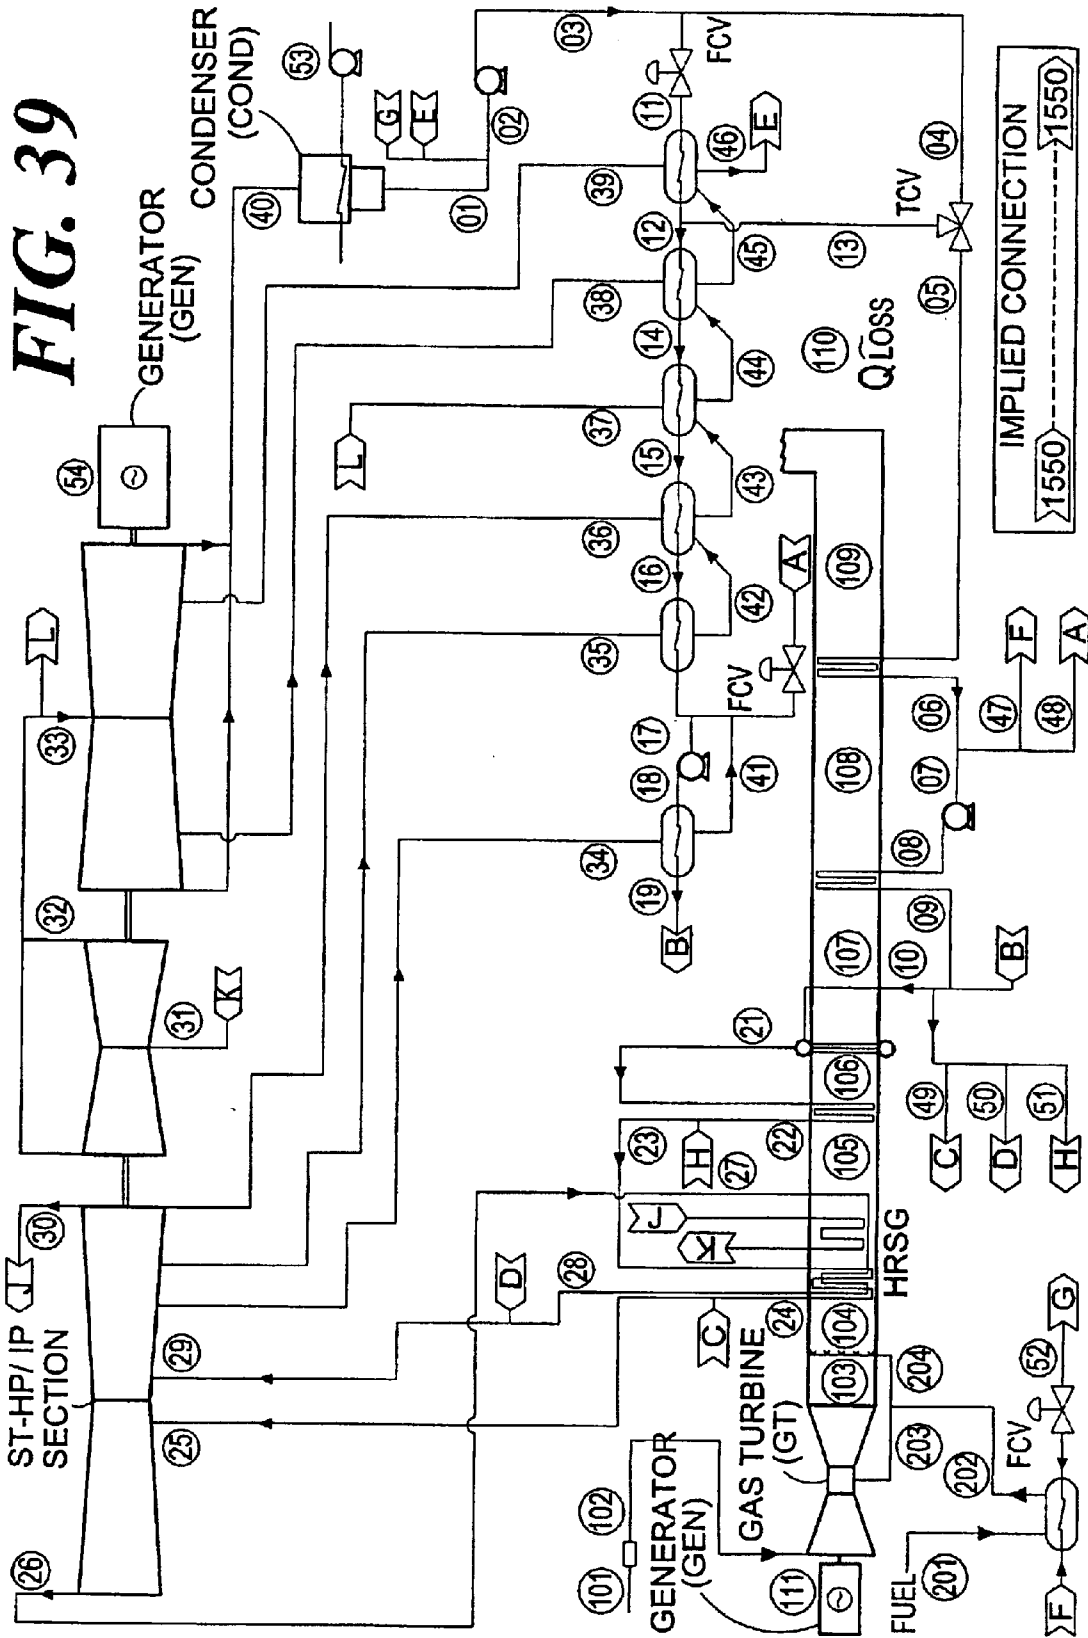 FIG. 39
GENERATOR
(GEN)
54
CONDENSER
(COND)
53
40
G
E
01
02
03
FCV
11
46
E
39
12
45
13
04
TCV
05
38
14
44
110
QLOSS
L
37
15
43
36
16
42
35
FCV
A
17
18
41
34
19
B
L
33
32
31
K
J
30
ST-HP/IP
SECTION
29
25
26
D
28
C
24
J
K
23
H
27
22
21
HRSG
103
104
105
106
107
108
109
10
09
08
07
06
47
F
48
A
B
49
C
50
D
51
H
GAS TURBINE
(GT)
GENERATOR
(GEN)
111
101
102
FUEL
201
F
202
203
204
FCV
52
G
IMPLIED CONNECTION
1550
1550